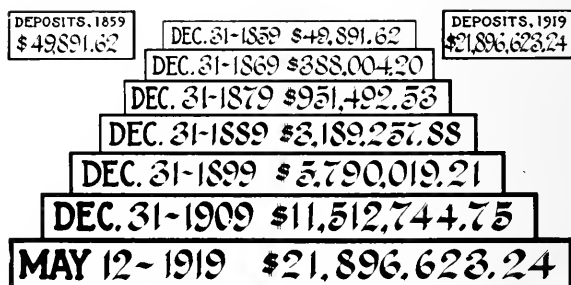 DEPOSITS, 1859
$49,891.62
DEPOSITS, 1919
$21,896,623.24
DEC. 31-1859 $49,891.62
DEC. 31-1869 $388,004.20
DEC. 31-1879 $951,492.53
DEC. 31-1889 $3,189,257.88
DEC. 31-1899 $5,790,019.21
DEC. 31-1909 $11,512,744.75
MAY 12-1919 $21,896,623.24